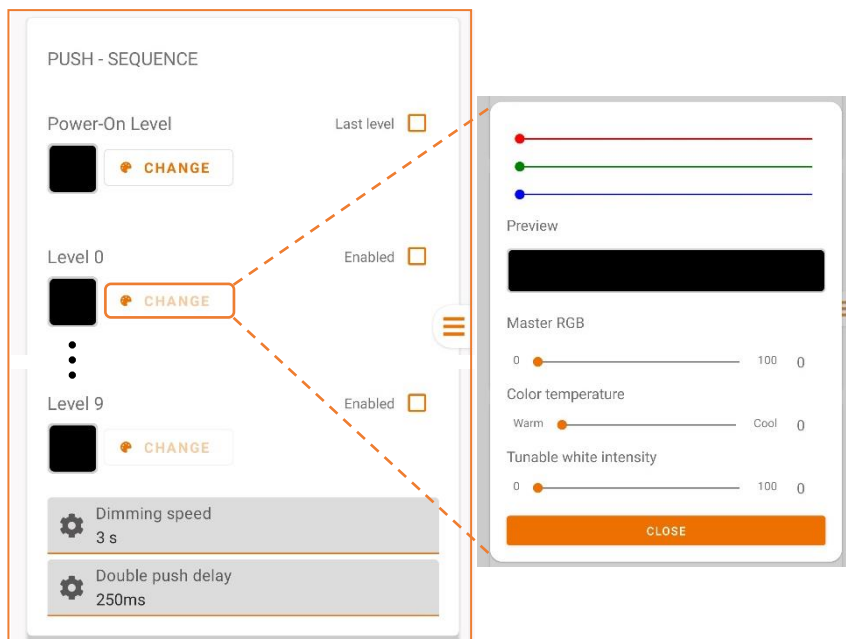 PUSH - SEQUENCE
Power-On Level
Last level
CHANGE
Level 0
Enabled
CHANGE
Level 9
Enabled
CHANGE
Dimming speed
3 s
Double push delay
250ms
Preview
Master RGB
0 100 0
Color temperature
Warm Cool 0
Tunable white intensity
0 100 0
CLOSE